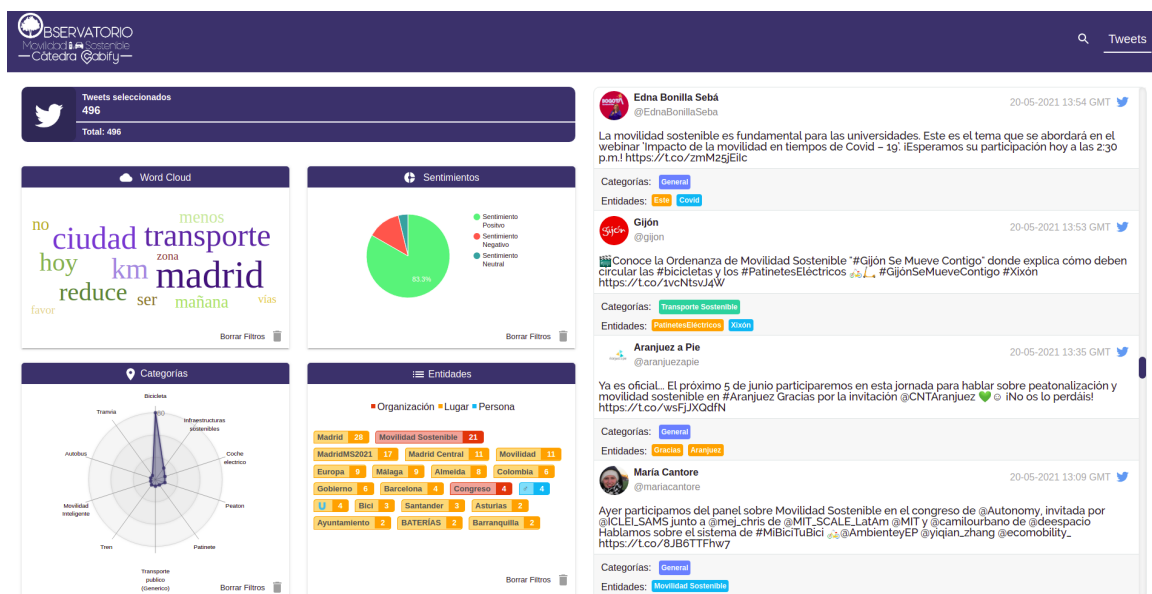 OBSERVATORIO
Movilidad Sostenible
Cátedra Cabify
Tweets
Tweets seleccionados
496
Total: 496
Word Cloud
no
menos
ciudad transporte
zona
hoy
km madrid
reduce ser mañana vías
favor
Borrar Filtros
Sentimientos
Sentimiento
Positvo
Sentimiento
Negativo
Sentimiento
Neutral
83.3%
Borrar Filtros
Categorías
Bicicleta
Tranvia
60
Infraestructuras
sostenibles
Autobus
Coche
electrico
Movilidad
Inteligente
Peaton
Tren
Patinete
Transporte
publico
(Generico)
Borrar Filtros
Entidades
Organización Lugar Persona
Madrid 28 Movilidad Sostenible 21
MadridMS2021 17 Madrid Central 11 Movilidad 11
Europa 9 Málaga 9 Almeida 8 Colombia 6
Gobierno 6 Barcelona 4 Congreso 4 4
U 4 Bici 3 Santander 3 Asturias 2
Ayuntamiento 2 BATERÍAS 2 Barranquilla 2
Borrar Filtros
Edna Bonilla Sebá
@EdnaBonillaSeba
20-05-2021 13:54 GMT
La movilidad sostenible es fundamental para las universidades. Este es el tema que se abordará en el
webinar 'Impacto de la movilidad en tiempos de Covid – 19'. ¡Esperamos su participación hoy a las 2:30
p.m.! https://t.co/zmM25jEiIc
Categorías: General
Entidades: Este Covid
Gijón
@gijon
20-05-2021 13:53 GMT
🎬Conoce la Ordenanza de Movilidad Sostenible "#Gijón Se Mueve Contigo" donde explica cómo deben
circular las #bicicletas y los #PatinetesEléctricos 🚲🛴 #GijónSeMueveContigo #Xixón
https://t.co/1vcNtsvJ4W
Categorías: Transporte Sostenible
Entidades: PatinetesEléctricos Xixón
Aranjuez a Pie
@aranjuezapie
20-05-2021 13:35 GMT
Ya es oficial... El próximo 5 de junio participaremos en esta jornada para hablar sobre peatonalización y
movilidad sostenible en #Aranjuez Gracias por la invitación @CNTAranjuez 💚☺ ¡No os lo perdáis!
https://t.co/wsFjJXQdfN
Categorías: General
Entidades: Gracias Aranjuez
María Cantore
@mariacantore
20-05-2021 13:09 GMT
Ayer participamos del panel sobre Movilidad Sostenible en el congreso de @Autonomy, invitada por
@ICLEI_SAMS junto a @mej_chris de @MIT_SCALE_LatAm @MIT y @camilourbano de @deespacio
Hablamos sobre el sistema de #MiBiciTuBici 🚲@AmbienteyEP @yiqian_zhang @ecomobility_
https://t.co/8JB6TTFhw7
Categorías: General
Entidades: Movilidad Sostenible